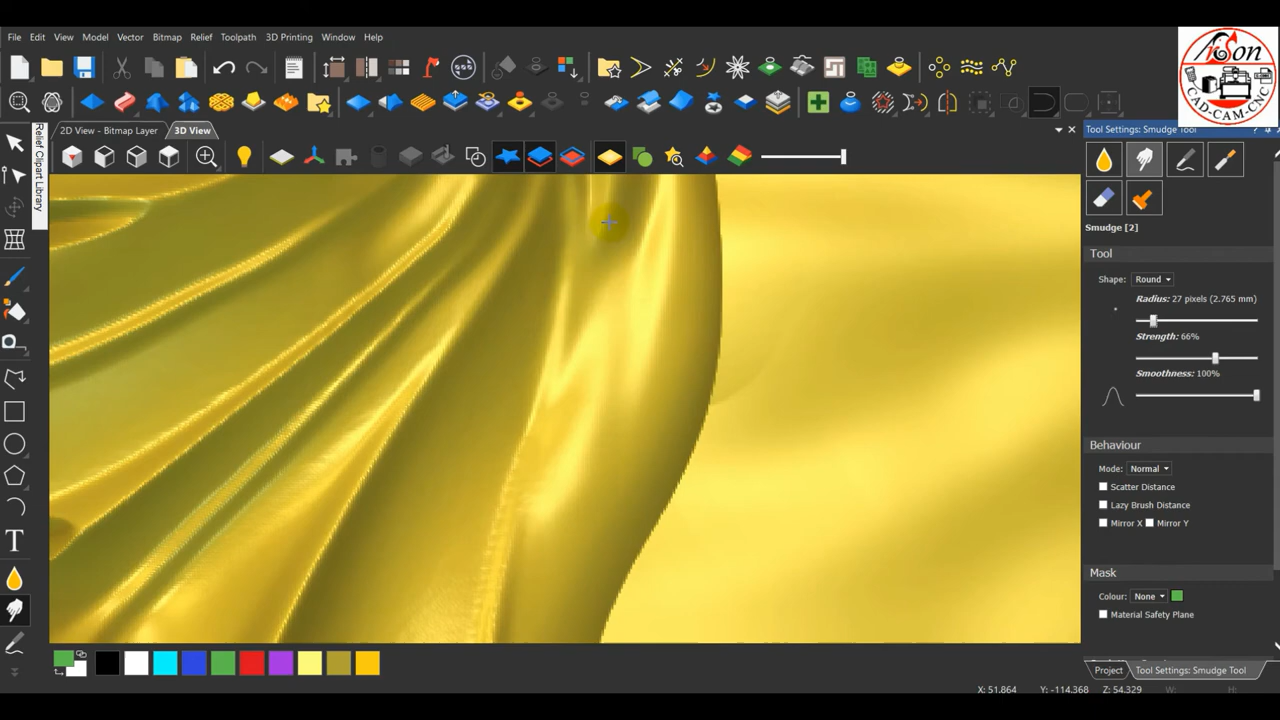 File Edit View Model Vector Bitmap Relief Toolpath 3D Printing Window Help
ArSon
CAD-CAM-CNC
Relief Clipart Library
2D View - Bitmap Layer 3D View
Tool Settings: Smudge Tool
Smudge [2]
Tool
Shape: Round
Radius: 27 pixels (2.765 mm)
Strength: 66%
Smoothness: 100%
Behaviour
Mode: Normal
Scatter Distance
Lazy Brush Distance
Mirror X Mirror Y
Mask
Colour: None
Material Safety Plane
T
Project Tool Settings: Smudge Tool
X: 51.864 Y: -114.368 Z: 54.329 W: H: